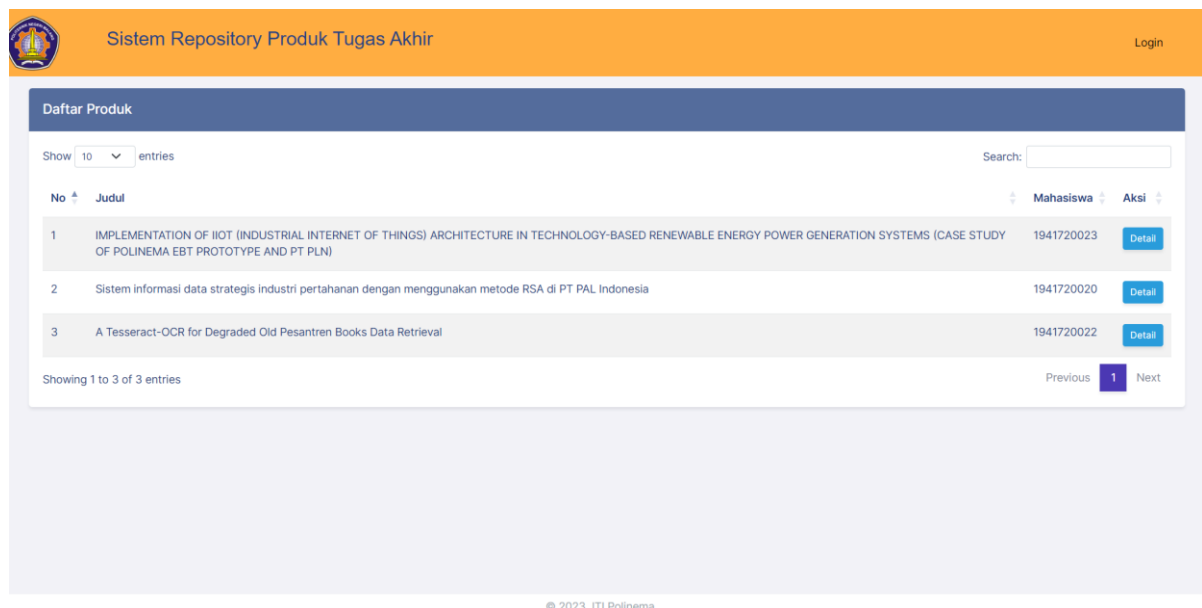 Sistem Repository Produk Tugas Akhir
Login
Daftar Produk
Show 10 entries
Search:
No Judul Mahasiswa Aksi
1 IMPLEMENTATION OF IIOT (INDUSTRIAL INTERNET OF THINGS) ARCHITECTURE IN TECHNOLOGY-BASED RENEWABLE ENERGY POWER GENERATION SYSTEMS (CASE STUDY 1941720023 Detail
OF POLINEMA EBT PROTOTYPE AND PT PLN)
2 Sistem informasi data strategis industri pertahanan dengan menggunakan metode RSA di PT PAL Indonesia 1941720020 Detail
3 A Tesseract-OCR for Degraded Old Pesantren Books Data Retrieval 1941720022 Detail
Showing 1 to 3 of 3 entries
Previous 1 Next
© 2023, JTI Polinema